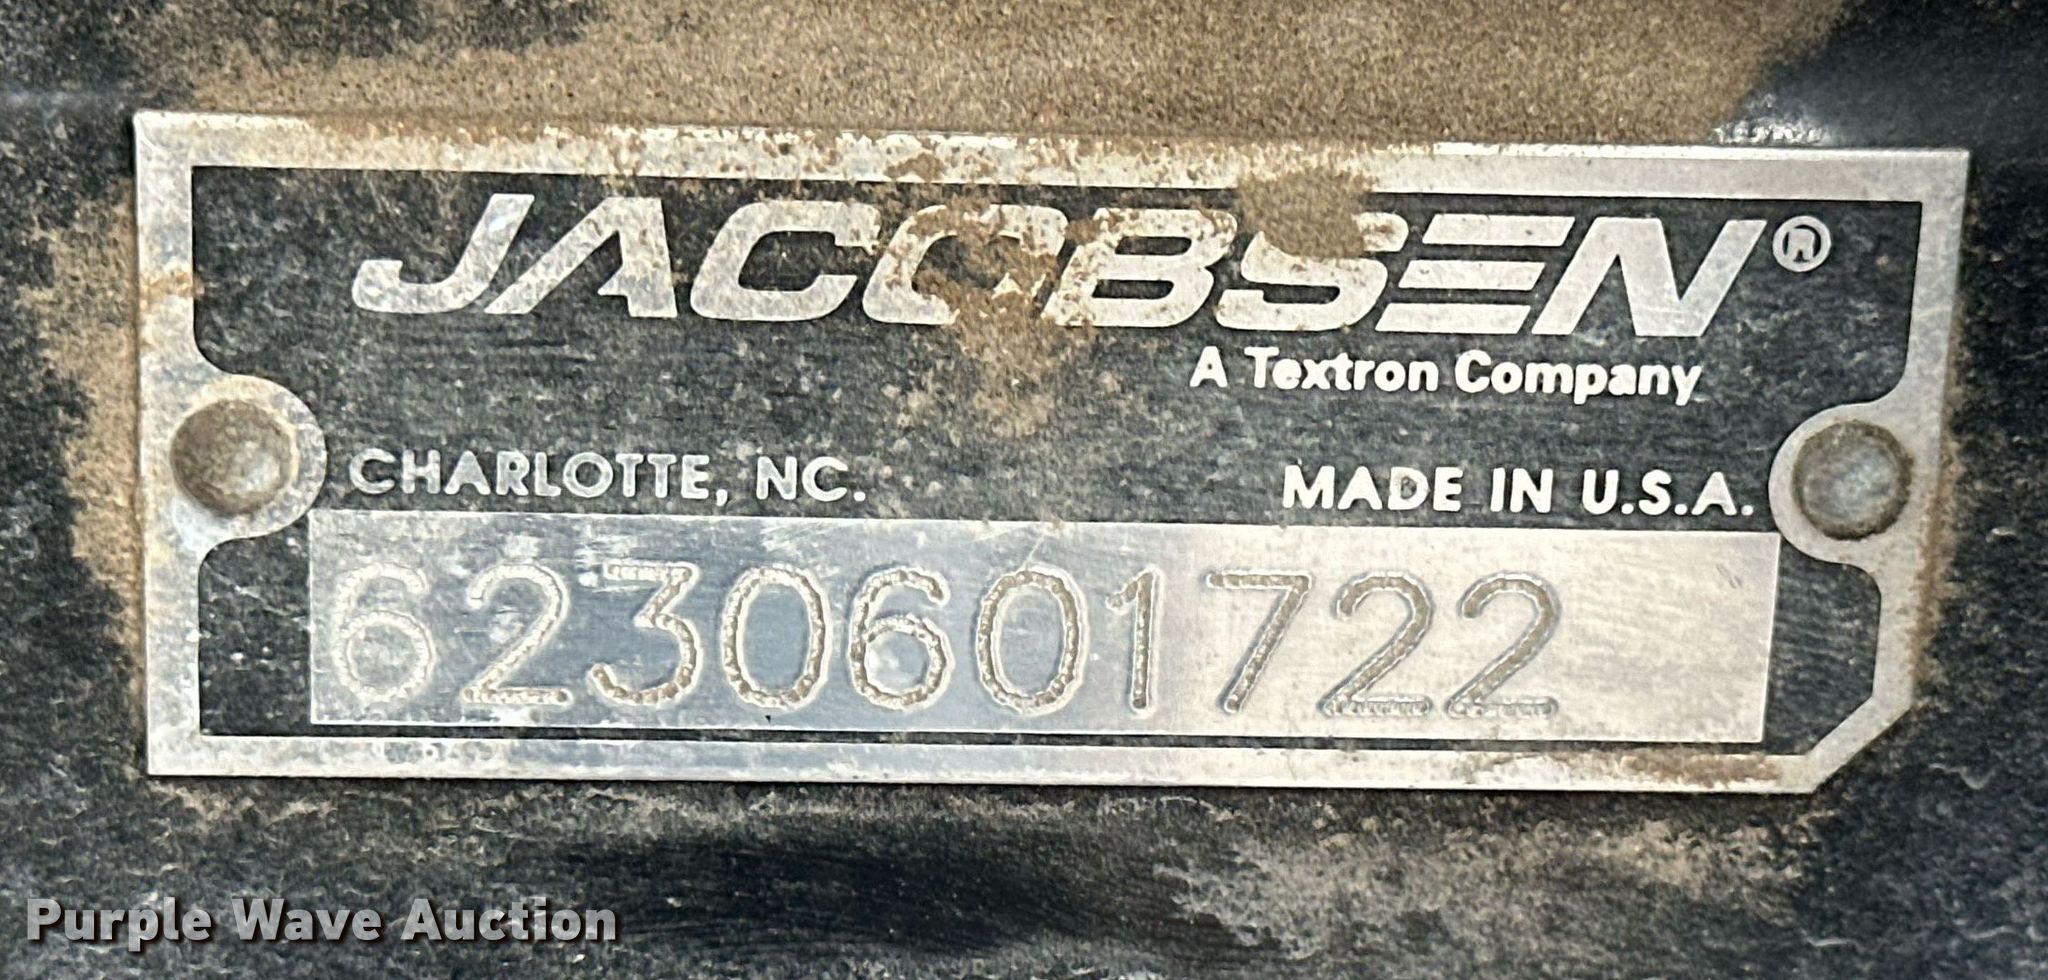 JACOBSEN®
A Textron Company
CHARLOTTE, NC. MADE IN U.S.A.
6230601722
Purple Wave Auction